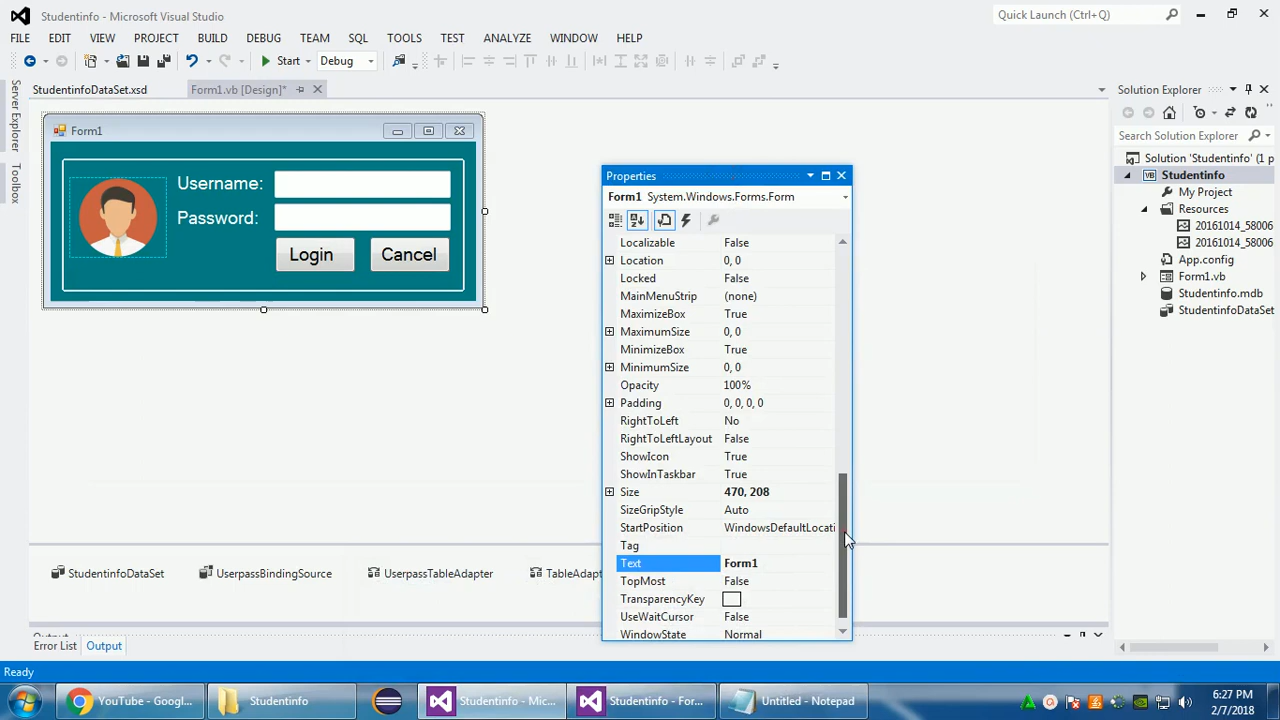 Studentinfo - Microsoft Visual Studio
Quick Launch (Ctrl+Q)
FILE EDIT VIEW PROJECT BUILD DEBUG TEAM SQL TOOLS TEST ANALYZE WINDOW HELP
Start Debug
Server Explorer
Toolbox
StudentinfoDataSet.xsd
Form1.vb [Design]*
Form1
Username:
Password:
Login Cancel
Properties
Form1 System.Windows.Forms.Form
Localizable False
Location 0, 0
Locked False
MainMenuStrip (none)
MaximizeBox True
MaximumSize 0, 0
MinimizeBox True
MinimumSize 0, 0
Opacity 100%
Padding 0, 0, 0, 0
RightToLeft No
RightToLeftLayout False
ShowIcon True
ShowInTaskbar True
Size 470, 208
SizeGripStyle Auto
StartPosition WindowsDefaultLocati
Tag
Text Form1
TopMost False
TransparencyKey
UseWaitCursor False
WindowState Normal
Solution Explorer
Search Solution Explorer
Solution 'Studentinfo' (1 p
VB Studentinfo
My Project
Resources
20161014_58006
20161014_58006
App.config
Form1.vb
Studentinfo.mdb
StudentinfoDataSet
StudentinfoDataSet UserpassBindingSource UserpassTableAdapter TableAdapt
Output
Error List Output
Ready
YouTube - Googl...
Studentinfo
Studentinfo - Mic...
Studentinfo - For...
Untitled - Notepad
6:27 PM
2/7/2018